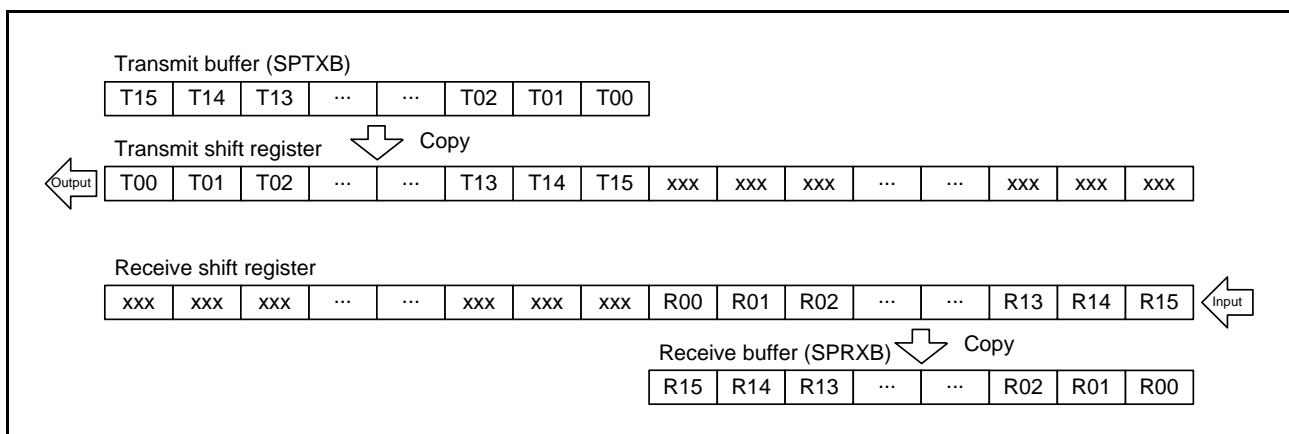 Transmit buffer (SPTXB)
T15 T14 T13 ... ... T02 T01 T00
Copy
Transmit shift register
Output T00 T01 T02 ... ... T13 T14 T15 xxx xxx xxx ... ... xxx xxx xxx
Receive shift register
xxx xxx xxx ... ... xxx xxx xxx R00 R01 R02 ... ... R13 R14 R15 Input
Copy
Receive buffer (SPRXB)
R15 R14 R13 ... ... R02 R01 R00